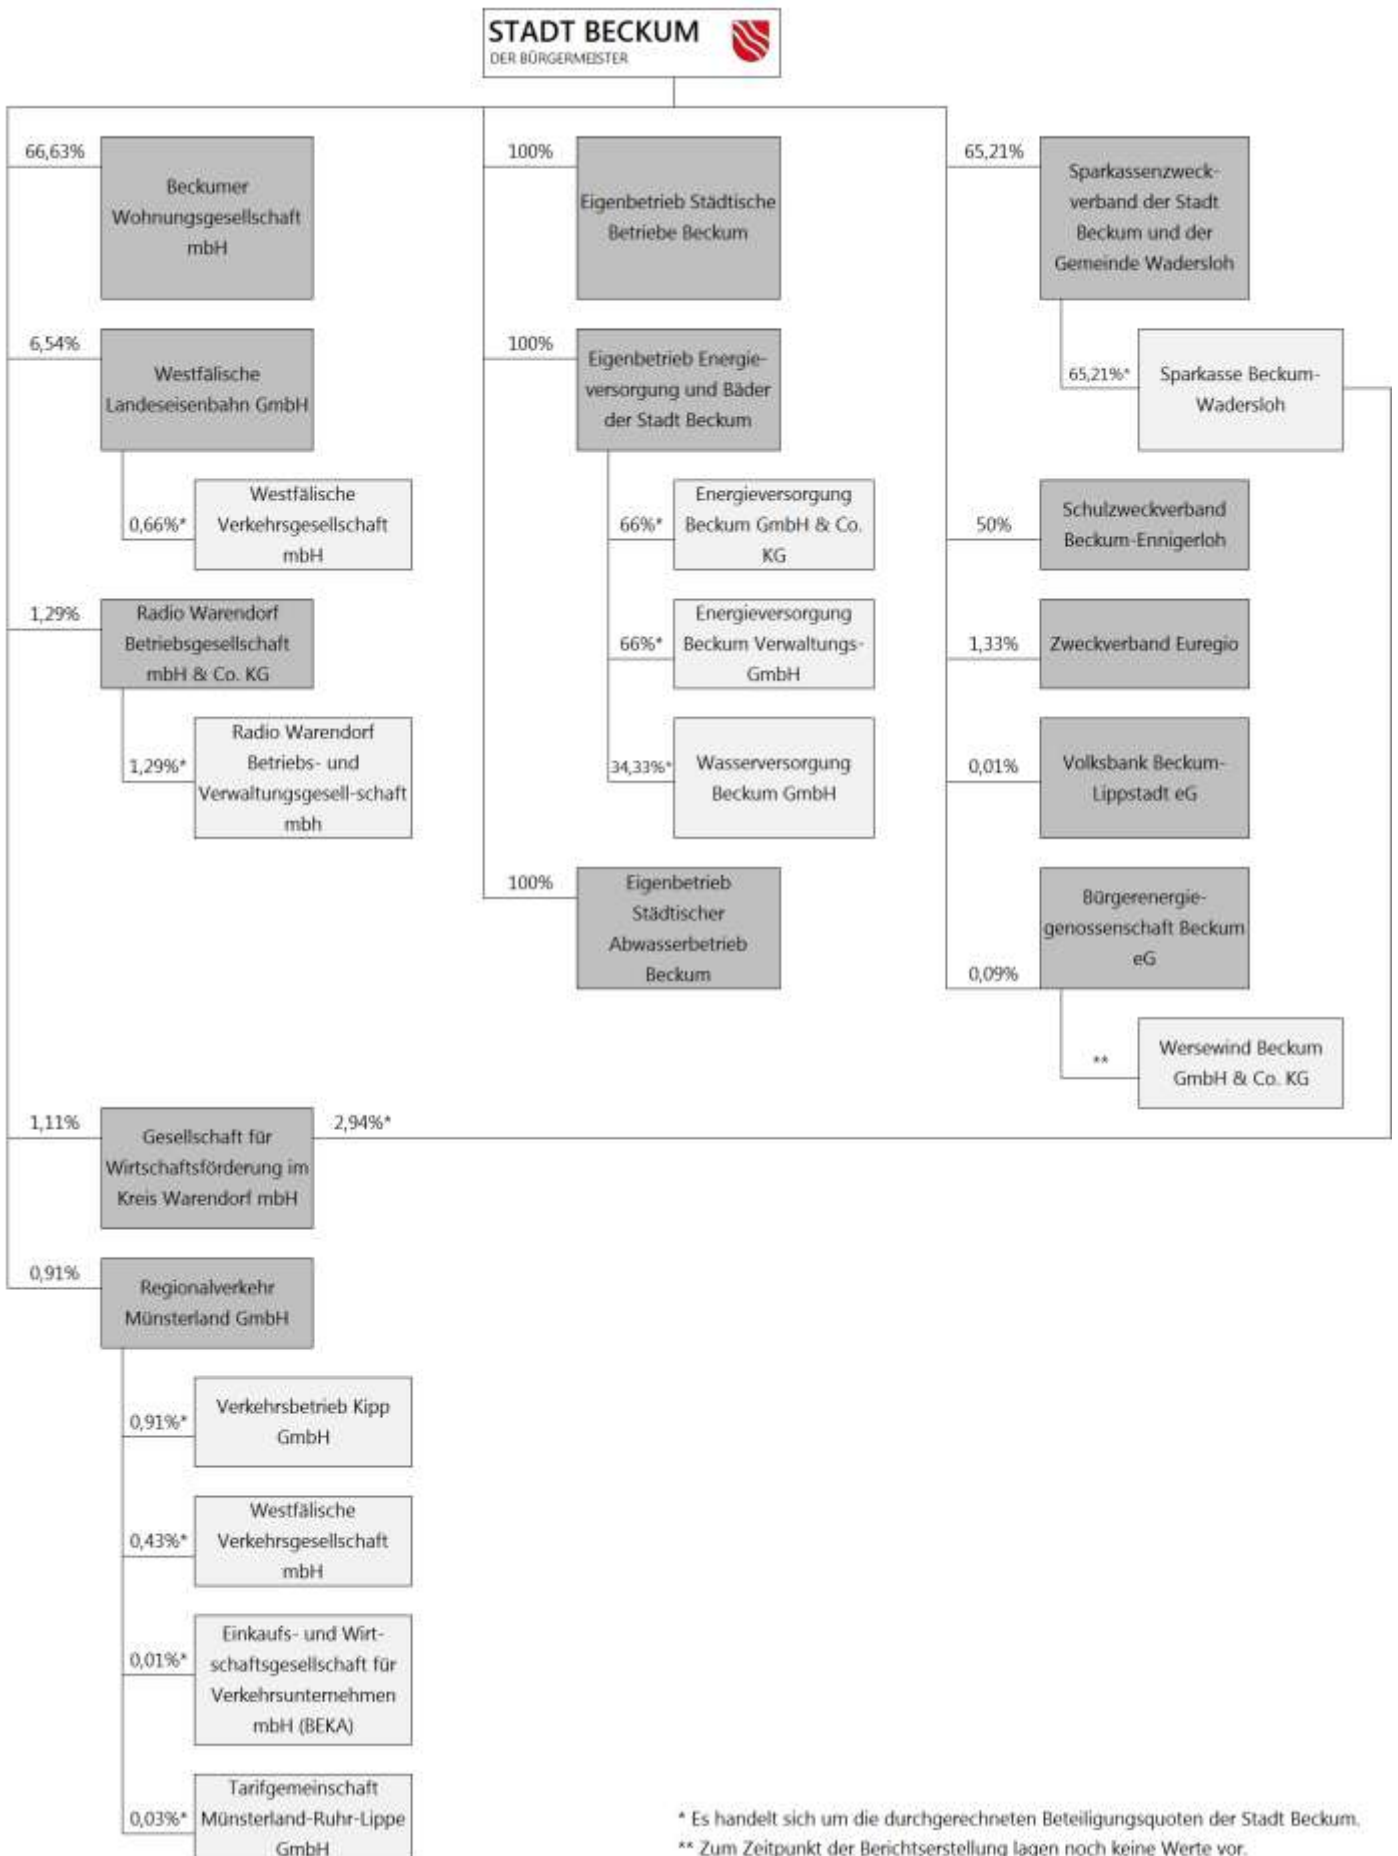 STADT BECKUM
DER BÜRGERMEISTER
66,63%
Beckumer
Wohnungsgesellschaft
mbH
6,54%
Westfälische
Landeseisenbahn GmbH
0,66%*
Westfälische
Verkehrsgesellschaft
mbH
1,29%
Radio Warendorf
Betriebsgesellschaft
mbH & Co. KG
1,29%*
Radio Warendorf
Betriebs- und
Verwaltungsgesell-schaft
mbh
1,11%
Gesellschaft für
Wirtschaftsförderung im
Kreis Warendorf mbH
2,94%*
0,91%
Regionalverkehr
Münsterland GmbH
0,91%*
Verkehrsbetrieb Kipp
GmbH
0,43%*
Westfälische
Verkehrsgesellschaft
mbH
0,01%*
Einkaufs- und Wirt-
schaftsgesellschaft für
Verkehrsunternehmen
mbH (BEKA)
0,03%*
Tarifgemeinschaft
Münsterland-Ruhr-Lippe
GmbH
100%
Eigenbetrieb Städtische
Betriebe Beckum
100%
Eigenbetrieb Energie-
versorgung und Bäder
der Stadt Beckum
66%*
Energieversorgung
Beckum GmbH & Co.
KG
66%*
Energieversorgung
Beckum Verwaltungs-
GmbH
34,33%*
Wasserversorgung
Beckum GmbH
100%
Eigenbetrieb
Städtischer
Abwasserbetrieb
Beckum
65,21%
Sparkassenzweck-
verband der Stadt
Beckum und der
Gemeinde Wadersloh
65,21%*
Sparkasse Beckum-
Wadersloh
50%
Schulzweckverband
Beckum-Ennigerloh
1,33%
Zweckverband Euregio
0,01%
Volksbank Beckum-
Lippstadt eG
0,09%
Bürgerenergie-
genossenschaft Beckum
eG
**
Wersewind Beckum
GmbH & Co. KG
* Es handelt sich um die durchgerechneten Beteiligungsquoten der Stadt Beckum.
** Zum Zeitpunkt der Berichtserstellung lagen noch keine Werte vor.